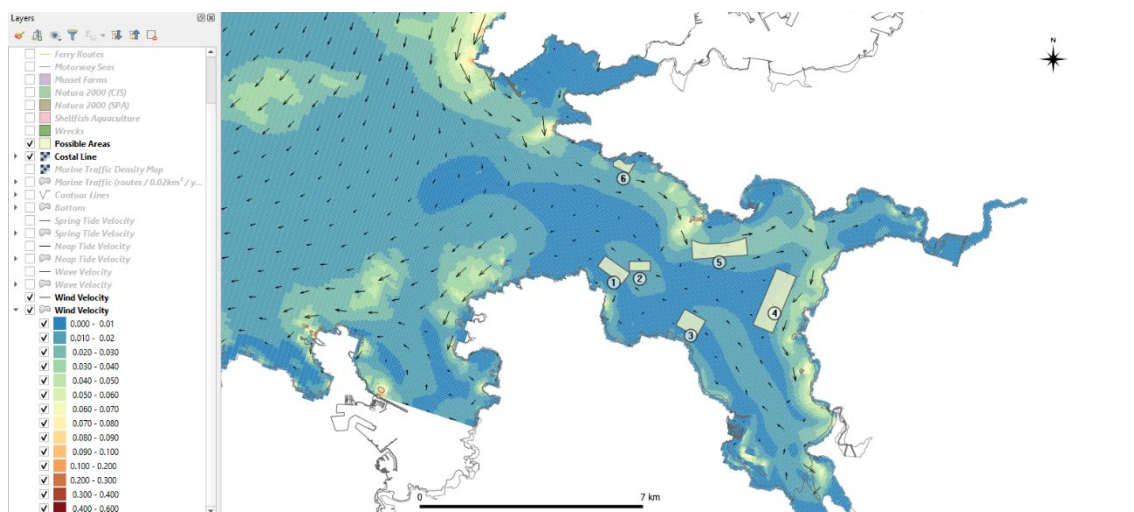 Layers
Ferry Routes
Motorway Seas
Mussel Farms
Natura 2000 (CIS)
Natura 2000 (SPA)
Shellfish Aquaculture
Wrecks
Possible Areas
Costal Line
Marine Traffic Density Map
Marine Traffic (routes / 0.02km² / y...
Contour Lines
Bottom
Spring Tide Velocity
Spring Tide Velocity
Neap Tide Velocity
Neap Tide Velocity
Wave Velocity
Wave Velocity
Wind Velocity
Wind Velocity
0.000 - 0.01
0.010 - 0.02
0.020 - 0.030
0.030 - 0.040
0.040 - 0.050
0.050 - 0.060
0.060 - 0.070
0.070 - 0.080
0.080 - 0.090
0.090 - 0.100
0.100 - 0.200
0.200 - 0.300
0.300 - 0.400
0.400 - 0.600
N
6
5
1
2
4
3
0 7 km